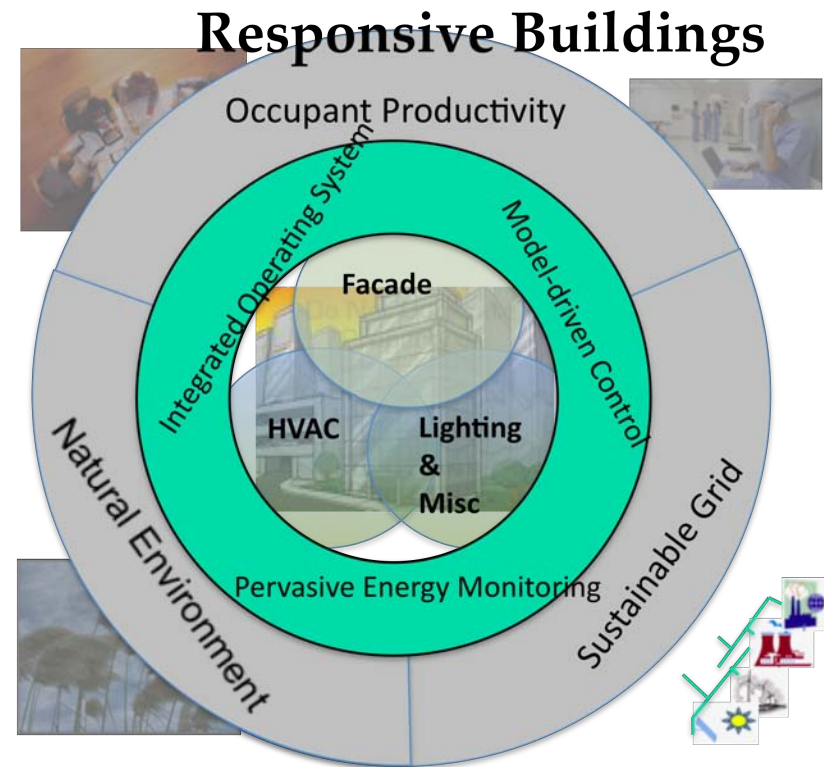 Responsive Buildings
Occupant Productivity
Integrated Operating System
Model-driven Control
Facade
HVAC
Lighting
&
Misc
Pervasive Energy Monitoring
Natural Environment
Sustainable Grid